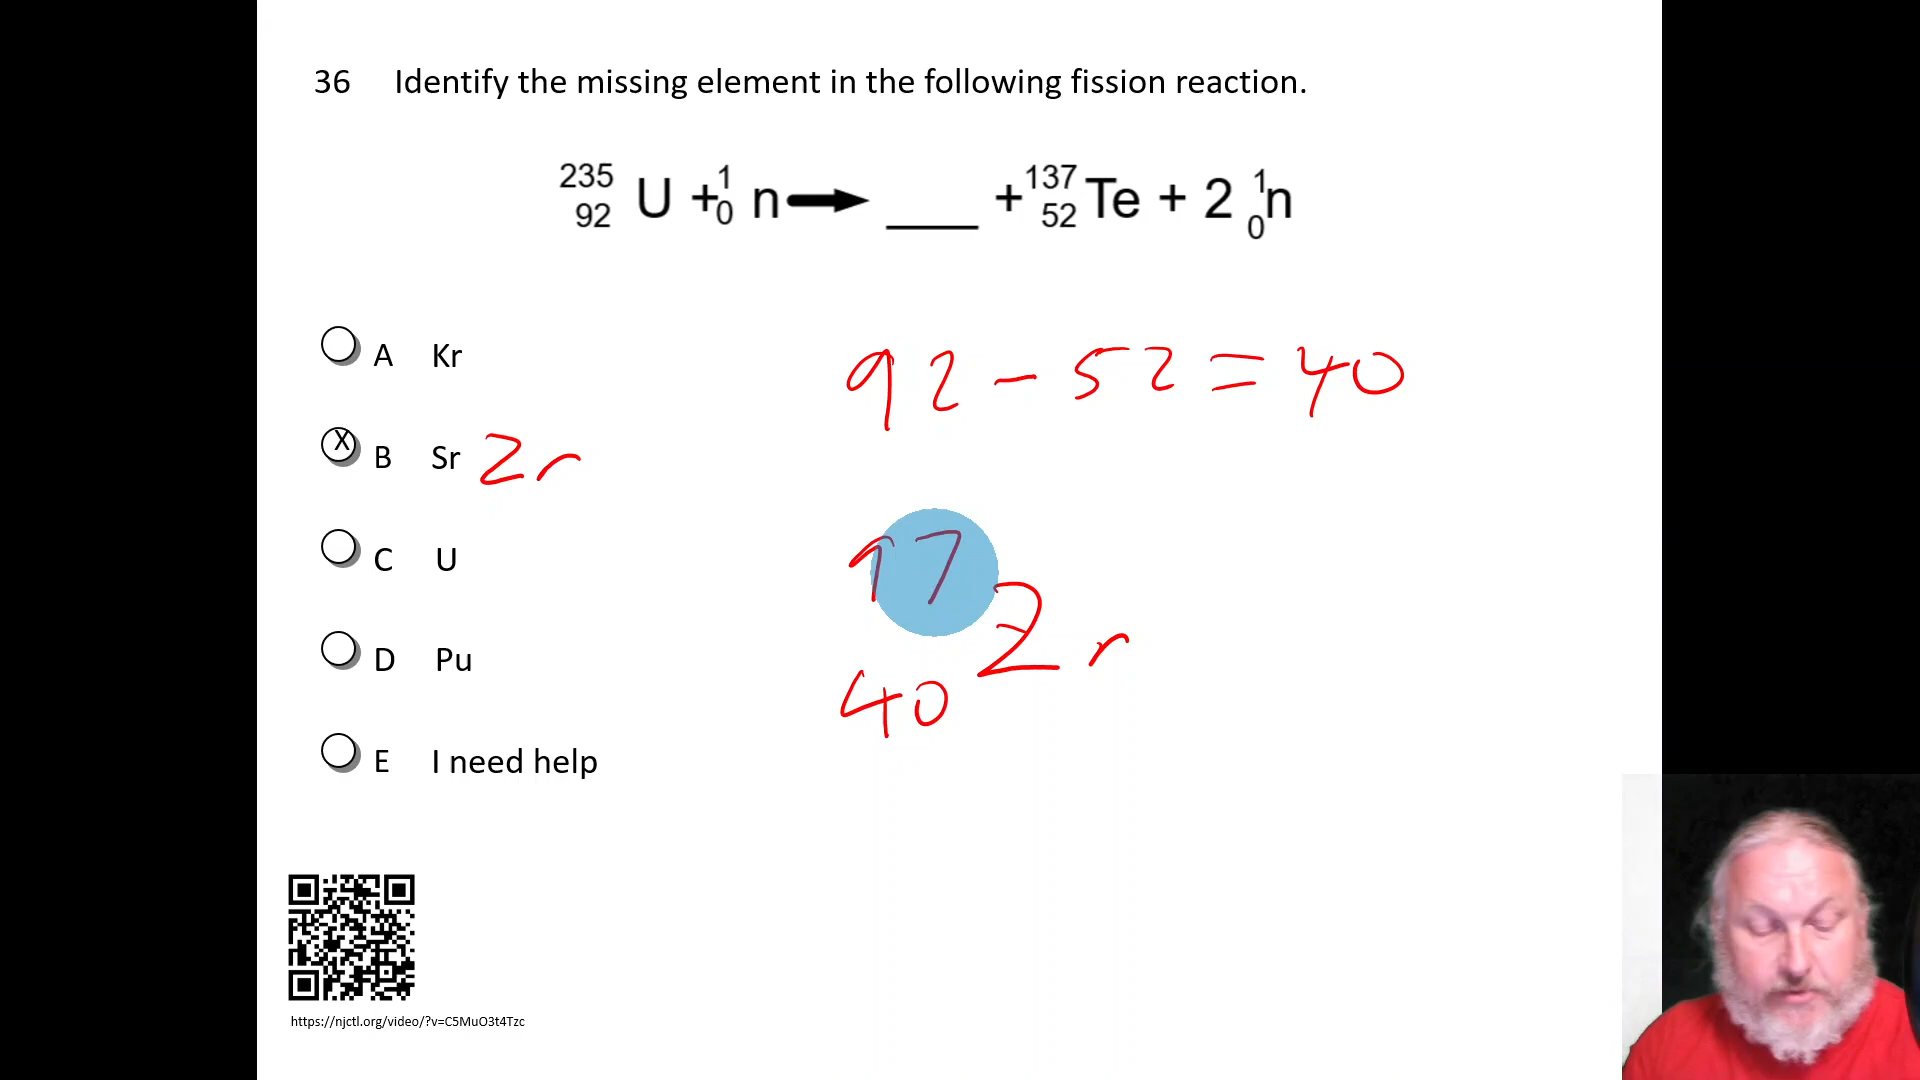 36 Identify the missing element in the following fission reaction.
235 92 U + 1 0 n → ___ + 137 52 Te + 2 1 0 n
A Kr
92 - 52 = 40
X B Sr Zr
C U
97
40 Zr
D Pu
E I need help
https://njctl.org/video/?v=C5MuO3t4Tzc